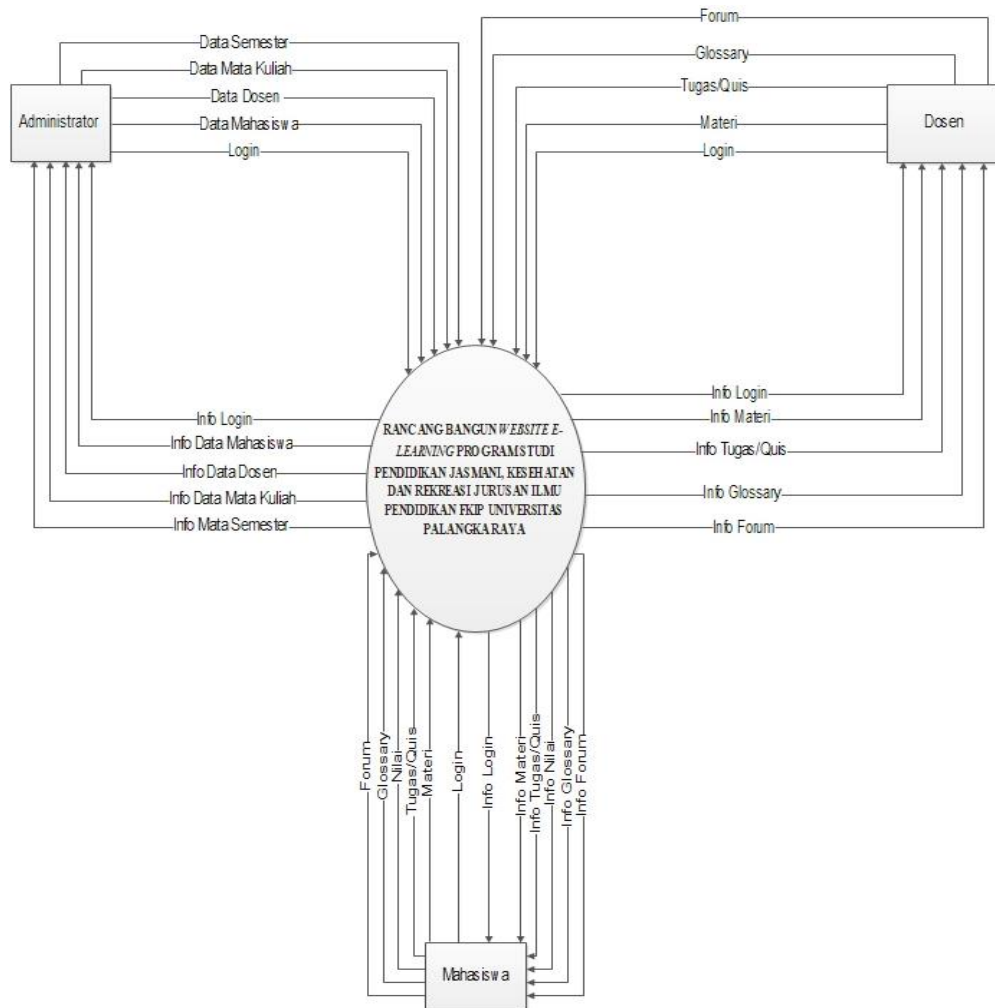 Forum
Data Semester
Glossary
Data Mata Kuliah
Tugas/Quis
Data Dosen
Administrator
Data Mahasiswa
Materi
Dosen
Login
Login
Info Login
Info Login
Info Materi
Info Data Mahasiswa
Info Tugas/Quis
Info Data Dosen
Info Glossary
Info Data Mata Kuliah
Info Mata Semester
Info Forum
RANCANG BANGUN WEBSITE E-
LEARNING PROGRAM STUDI
PENDIDIKAN JASMANI, KESEHATAN
DAN REKREASI JURUSAN ILMU
PENDIDIKAN FKIP UNIVERSITAS
PALANGKA RAYA
Forum
Glossary
Nilai
Tugas/Quis
Materi
Login
Info Login
Info Materi
Info Tugas/Quis
Info Nilai
Info Glossary
Info Forum
Mahasiswa